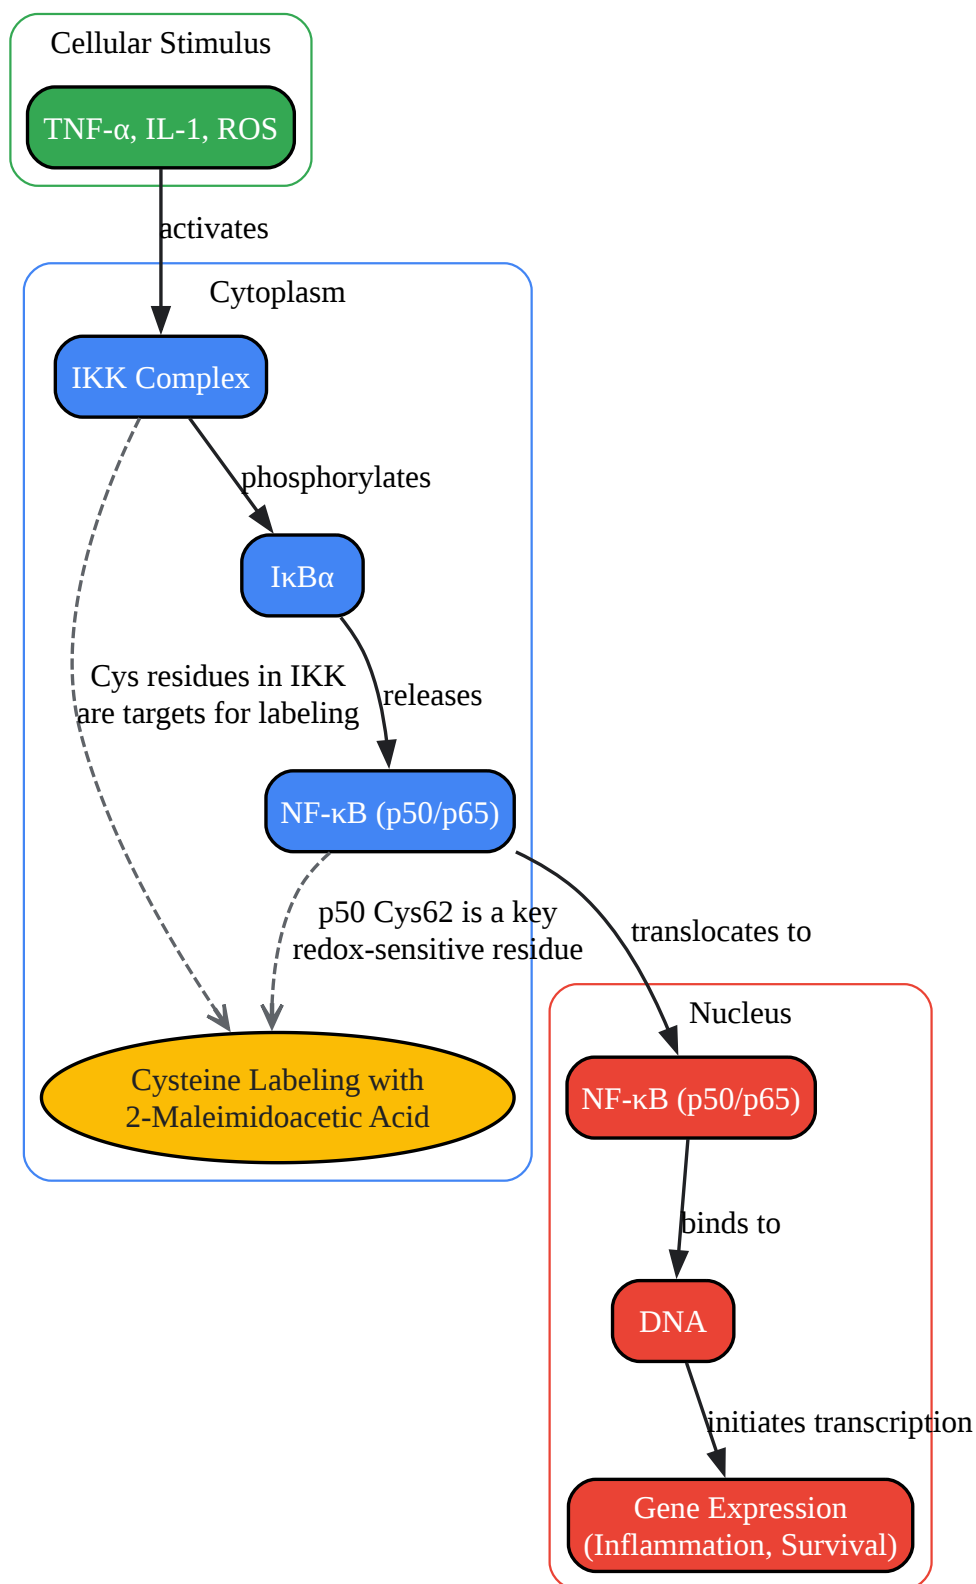 Cellular Stimulus
TNF-α, IL-1, ROS
activates
Cytoplasm
IKK Complex
phosphorylates
IκBα
Cys residues in IKK
are targets for labeling
releases
NF-κB (p50/p65)
p50 Cys62 is a key
redox-sensitive residue
translocates to
Cysteine Labeling with
2-Maleimidoacetic Acid
Nucleus
NF-κB (p50/p65)
binds to
DNA
initiates transcription
Gene Expression
(Inflammation, Survival)